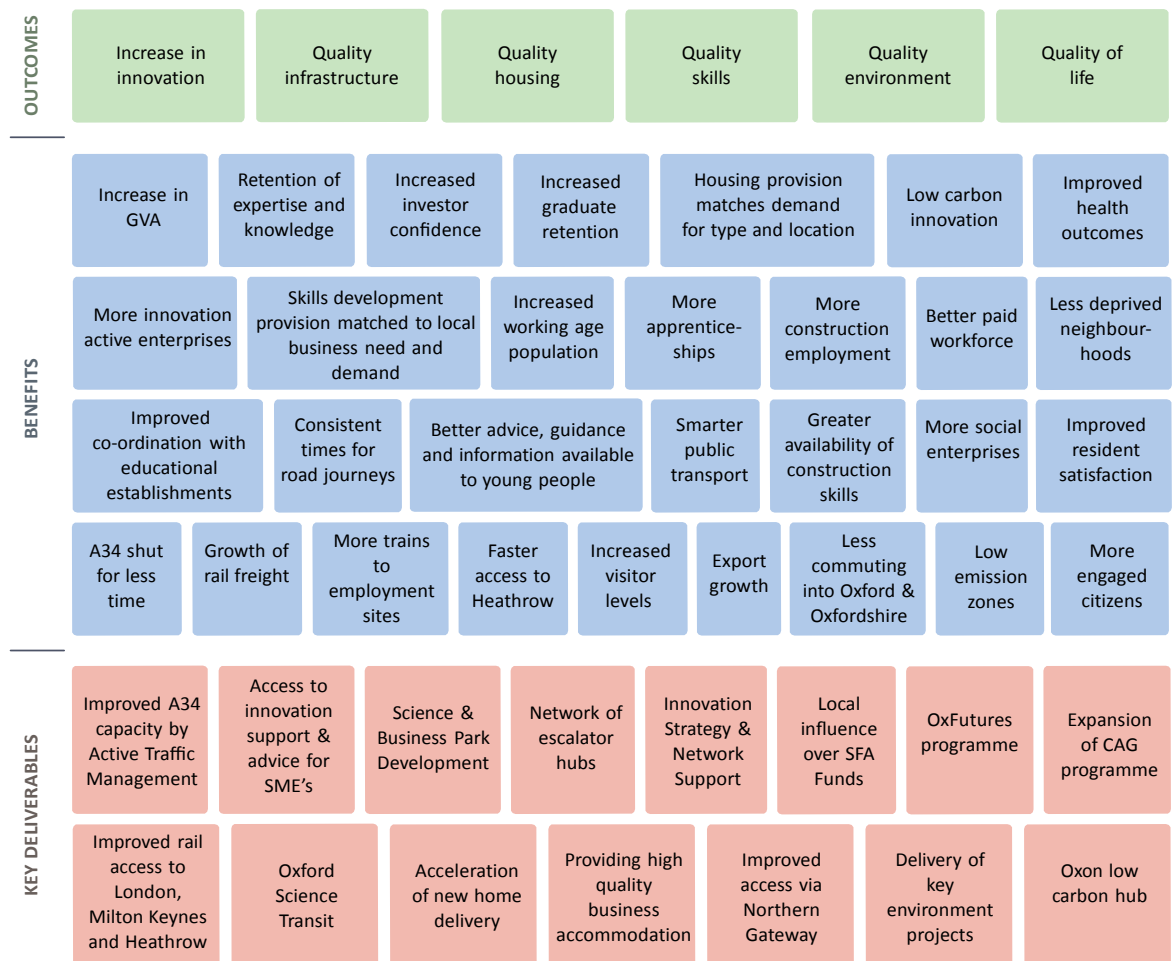 OUTCOMES
Increase in
innovation
Quality
infrastructure
Quality
housing
Quality
skills
Quality
environment
Quality of
life
BENEFITS
Increase in
GVA
Retention of
expertise and
knowledge
Increased
investor
confidence
Increased
graduate
retention
Housing provision
matches demand
for type and location
Low carbon
innovation
Improved
health
outcomes
More innovation
active enterprises
Skills development
provision matched to local
business need and
demand
Increased
working age
population
More
apprentice-
ships
More
construction
employment
Better paid
workforce
Less deprived
neighbour-
hoods
Improved
co-ordination with
educational
establishments
Consistent
times for
road journeys
Better advice, guidance
and information available
to young people
Smarter
public
transport
Greater
availability of
construction
skills
More social
enterprises
Improved
resident
satisfaction
A34 shut
for less
time
Growth of
rail freight
More trains
to
employment
sites
Faster
access to
Heathrow
Increased
visitor
levels
Export
growth
Less
commuting
into Oxford &
Oxfordshire
Low
emission
zones
More
engaged
citizens
KEY DELIVERABLES
Improved A34
capacity by
Active Traffic
Management
Access to
innovation
support &
advice for
SME's
Science &
Business Park
Development
Network of
escalator
hubs
Innovation
Strategy &
Network
Support
Local
influence
over SFA
Funds
OxFutures
programme
Expansion
of CAG
programme
Improved rail
access to
London,
Milton Keynes
and Heathrow
Oxford
Science
Transit
Acceleration
of new home
delivery
Providing high
quality
business
accommodation
Improved
access via
Northern
Gateway
Delivery of
key
environment
projects
Oxon low
carbon hub